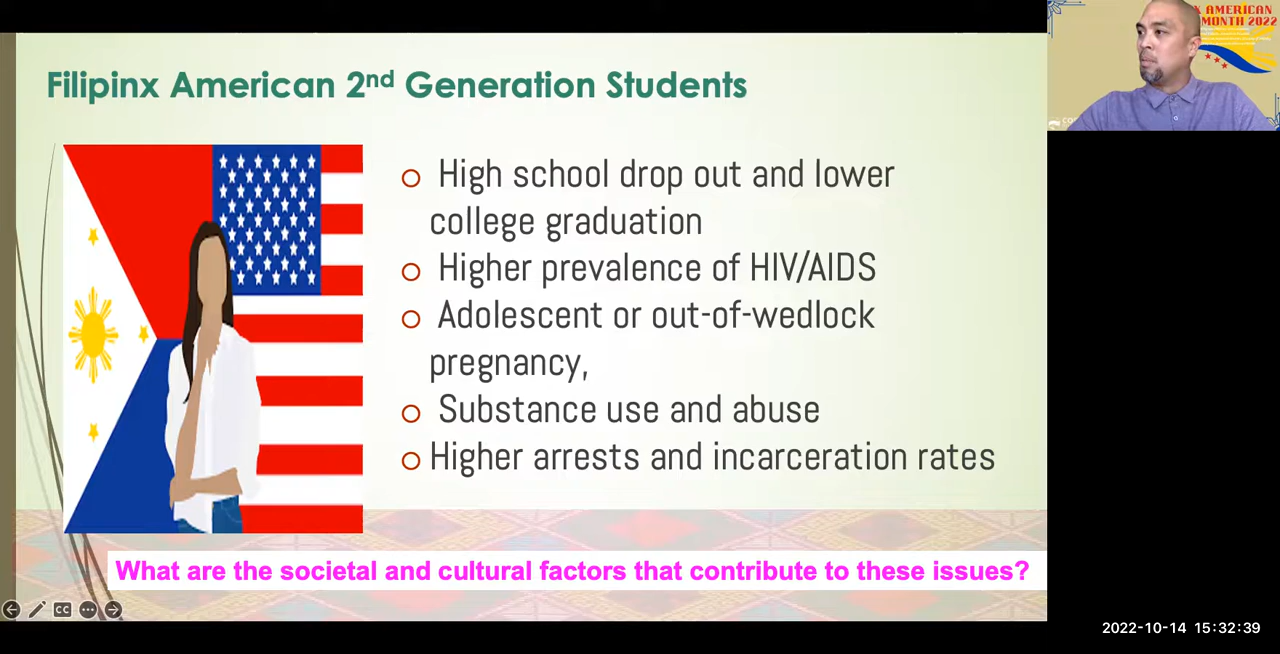 Filipinx American 2nd Generation Students
High school drop out and lower
college graduation
Higher prevalence of HIV/AIDS
Adolescent or out-of-wedlock
pregnancy,
Substance use and abuse
Higher arrests and incarceration rates
What are the societal and cultural factors that contribute to these issues?
CC
X AMERICAN
MONTH 2022
2022-10-14 15:32:39